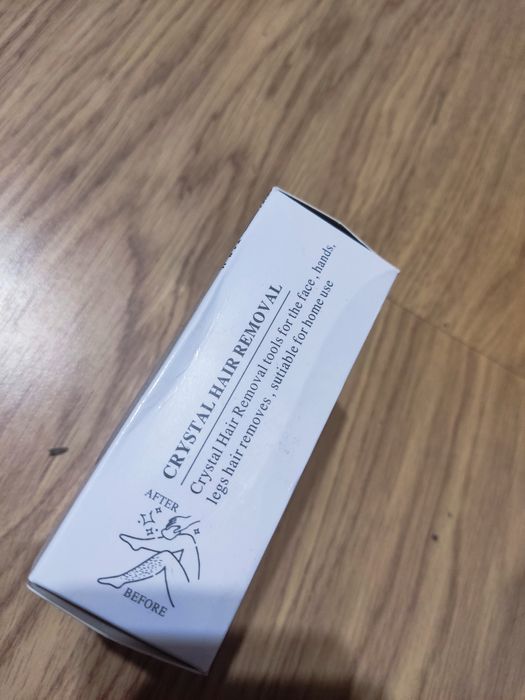 CRYSTAL HAIR REMOVAL
Crystal Hair Removal tools for the face , hands,
legs hair removes , sutiable for home use
AFTER
BEFORE